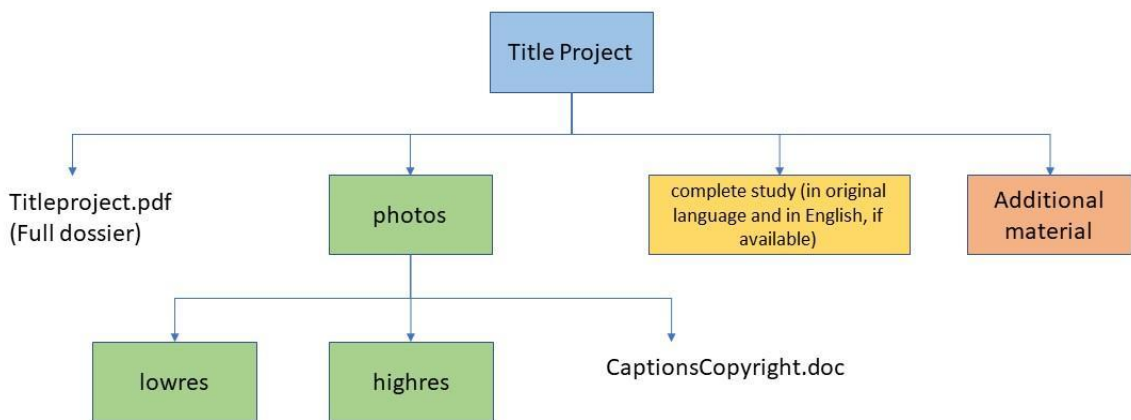 Title Project
Titleproject.pdf
(Full dossier)
photos
complete study (in original
language and in English, if
available)
Additional
material
lowres
highres
CaptionsCopyright.doc